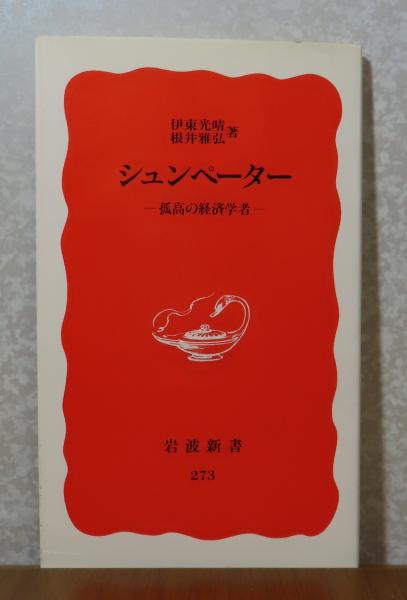 伊東光晴
根井雅弘著
シュンペーター
―孤高の経済学者―
岩波新書
273